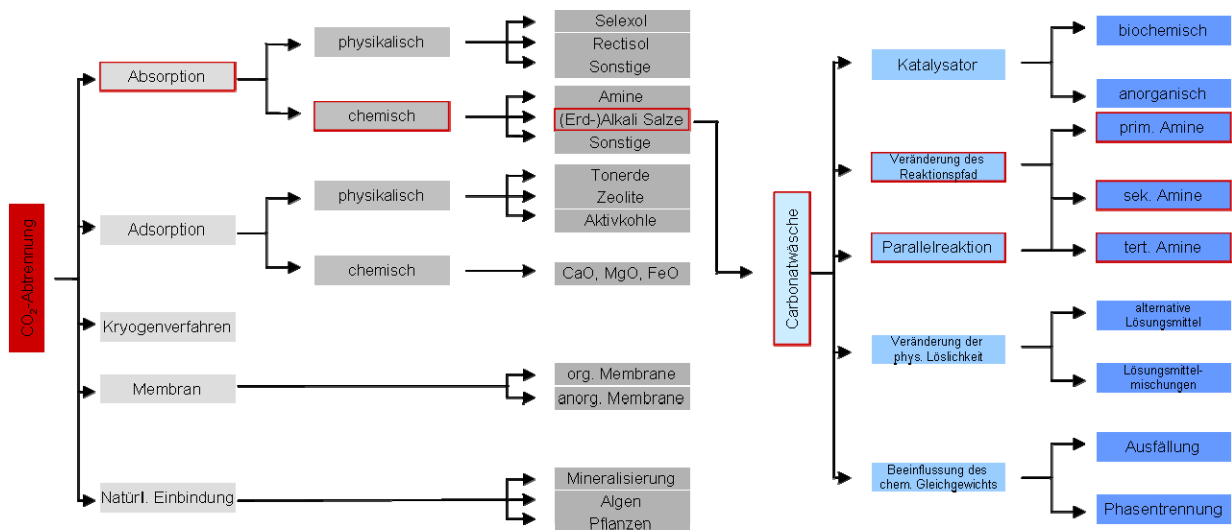 CO₂-Abtrennung
Absorption
physikalisch
Selexol
Rectisol
Sonstige
chemisch
Amine
(Erd-)Alkali Salze
Sonstige
Adsorption
physikalisch
Tonerde
Zeolite
Aktivkohle
chemisch
CaO, MgO, FeO
Kryogenverfahren
Membran
org. Membrane
anorg. Membrane
Natürl. Einbindung
Mineralisierung
Algen
Pflanzen
Carbonatwäsche
Katalysator
biochemisch
anorganisch
Veränderung des
Reaktionspfad
Parallelreaktion
prim. Amine
sek. Amine
tert. Amine
Veränderung der
phys. Löslichkeit
alternative
Lösungsmittel
Lösungsmittel-
mischungen
Beeinflussung des
chem. Gleichgewichts
Ausfällung
Phasentrennung